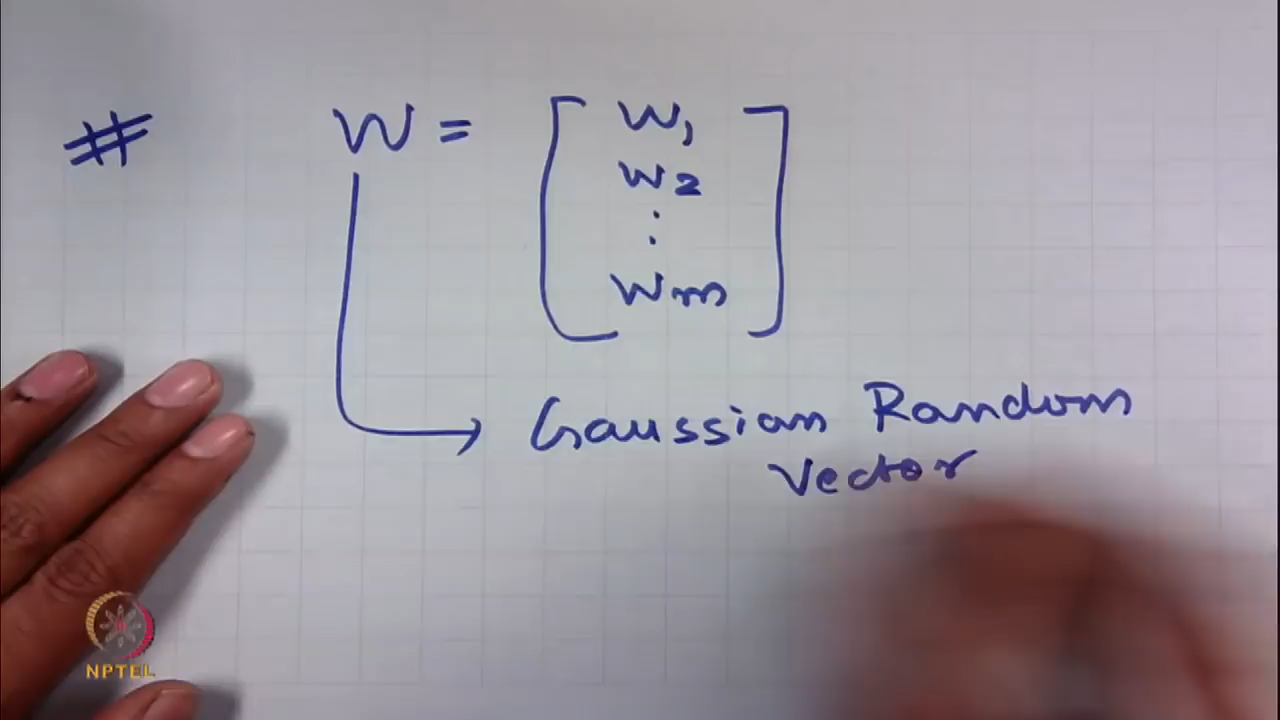 # W = [ W1
W2
:
Wm ]
Gaussian Random
Vector
NPTEL